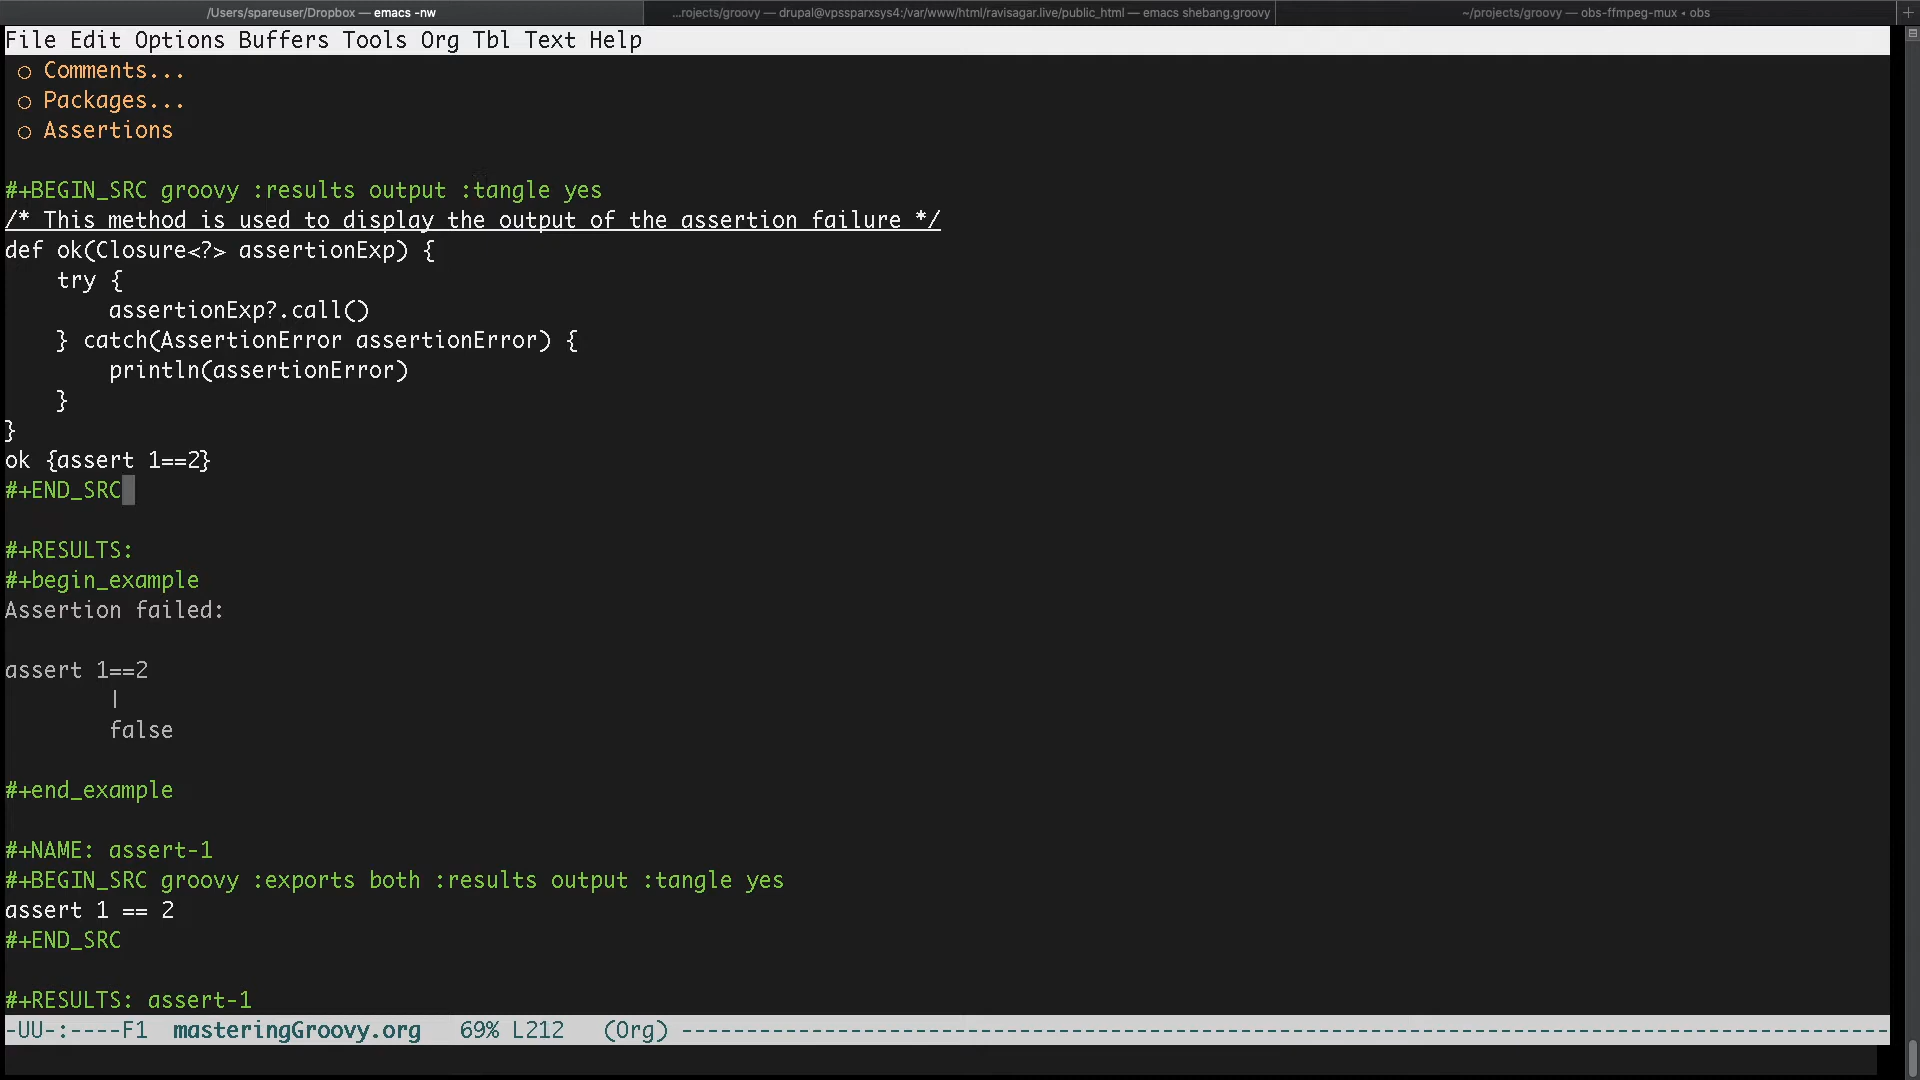 /Users/spareuser/Dropbox — emacs -nw
...rojects/groovy — drupal@vpssparxsys4:/var/www/html/ravisagar.live/public_html — emacs shebang.groovy
~/projects/groovy — obs-ffmpeg-mux • obs
File Edit Options Buffers Tools Org Tbl Text Help
○ Comments...
○ Packages...
○ Assertions
#+BEGIN_SRC groovy :results output :tangle yes
/* This method is used to display the output of the assertion failure */
def ok(Closure<?> assertionExp) {
    try {
        assertionExp?.call()
    } catch(AssertionError assertionError) {
        println(assertionError)
    }
}
ok {assert 1==2}
#+END_SRC
#+RESULTS:
#+begin_example
Assertion failed:
assert 1==2
        |
        false
#+end_example
#+NAME: assert-1
#+BEGIN_SRC groovy :exports both :results output :tangle yes
assert 1 == 2
#+END_SRC
#+RESULTS: assert-1
-UU-:----F1  masteringGroovy.org   69% L212   (Org) ---------------------------------------------------------------------------------------------